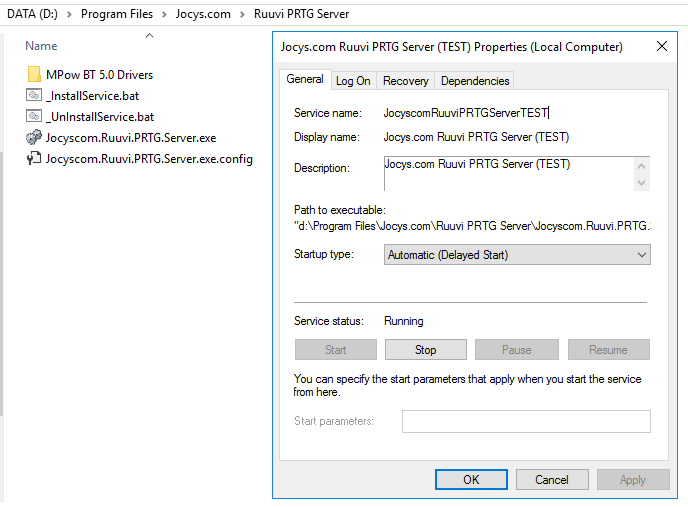 DATA (D:) > Program Files > Jocys.com > Ruuvi PRTG Server
Name
MPow BT 5.0 Drivers
_InstallService.bat
_UnInstallService.bat
Jocyscom.Ruuvi.PRTG.Server.exe
Jocyscom.Ruuvi.PRTG.Server.exe.config
Jocys.com Ruuvi PRTG Server (TEST) Properties (Local Computer)
General Log On Recovery Dependencies
Service name: JocyscomRuuviPRTGServerTEST
Display name: Jocys.com Ruuvi PRTG Server (TEST)
Description: Jocys.com Ruuvi PRTG Server (TEST)
Path to executable:
"d:\Program Files\Jocys.com\Ruuvi PRTG Server\Jocyscom.Ruuvi.PRTG.
Startup type: Automatic (Delayed Start)
Service status: Running
Start Stop Pause Resume
You can specify the start parameters that apply when you start the service
from here.
Start parameters:
OK Cancel Apply